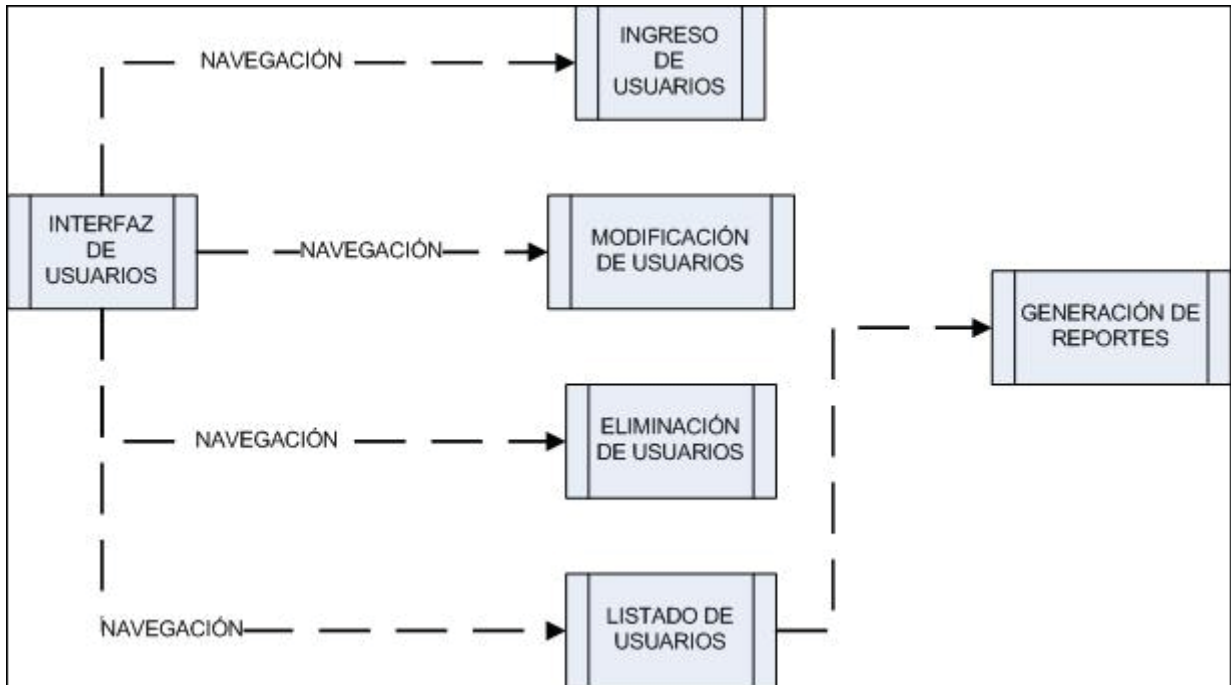 INGRESO
DE
USUARIOS
NAVEGACIÓN
INTERFAZ
DE
USUARIOS
NAVEGACIÓN
MODIFICACIÓN
DE USUARIOS
GENERACIÓN DE
REPORTES
NAVEGACIÓN
ELIMINACIÓN
DE USUARIOS
NAVEGACIÓN
LISTADO DE
USUARIOS